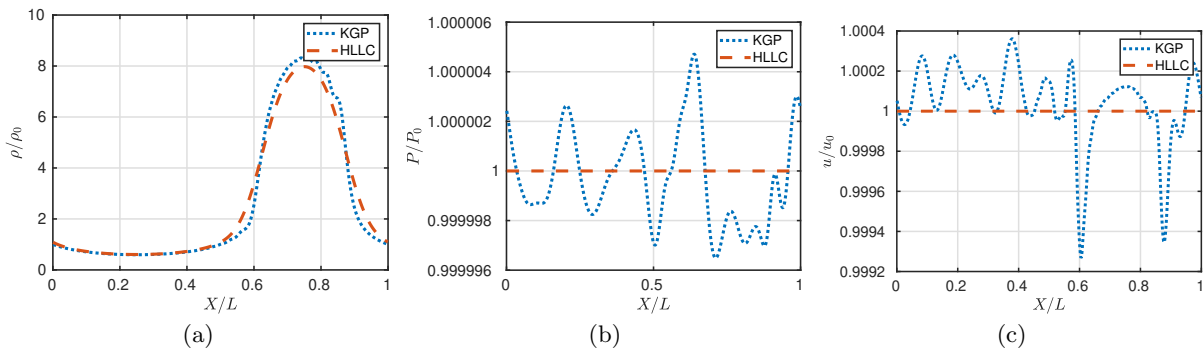 10
8
6
4
2
0
ρ/ρ₀
0 0.2 0.4 0.6 0.8 1
X/L
KGP
HLLC
(a)
1.000006
1.000004
1.000002
1
0.999998
0.999996
P/P₀
0 0.5 1
X/L
KGP
HLLC
(b)
1.0004
1.0002
1
0.9998
0.9996
0.9994
0.9992
u/u₀
0 0.2 0.4 0.6 0.8 1
X/L
KGP
HLLC
(c)